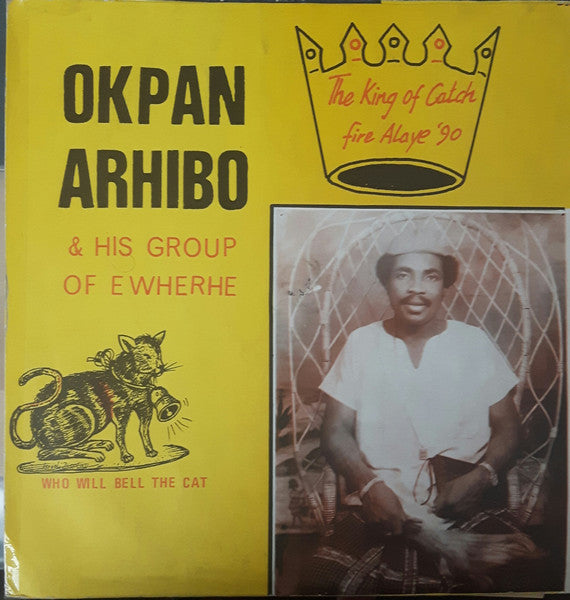 OKPAN
ARHIBO
& HIS GROUP
OF EWHERHE
The King of Catch
fire Alaye '90
WHO WILL BELL THE CAT